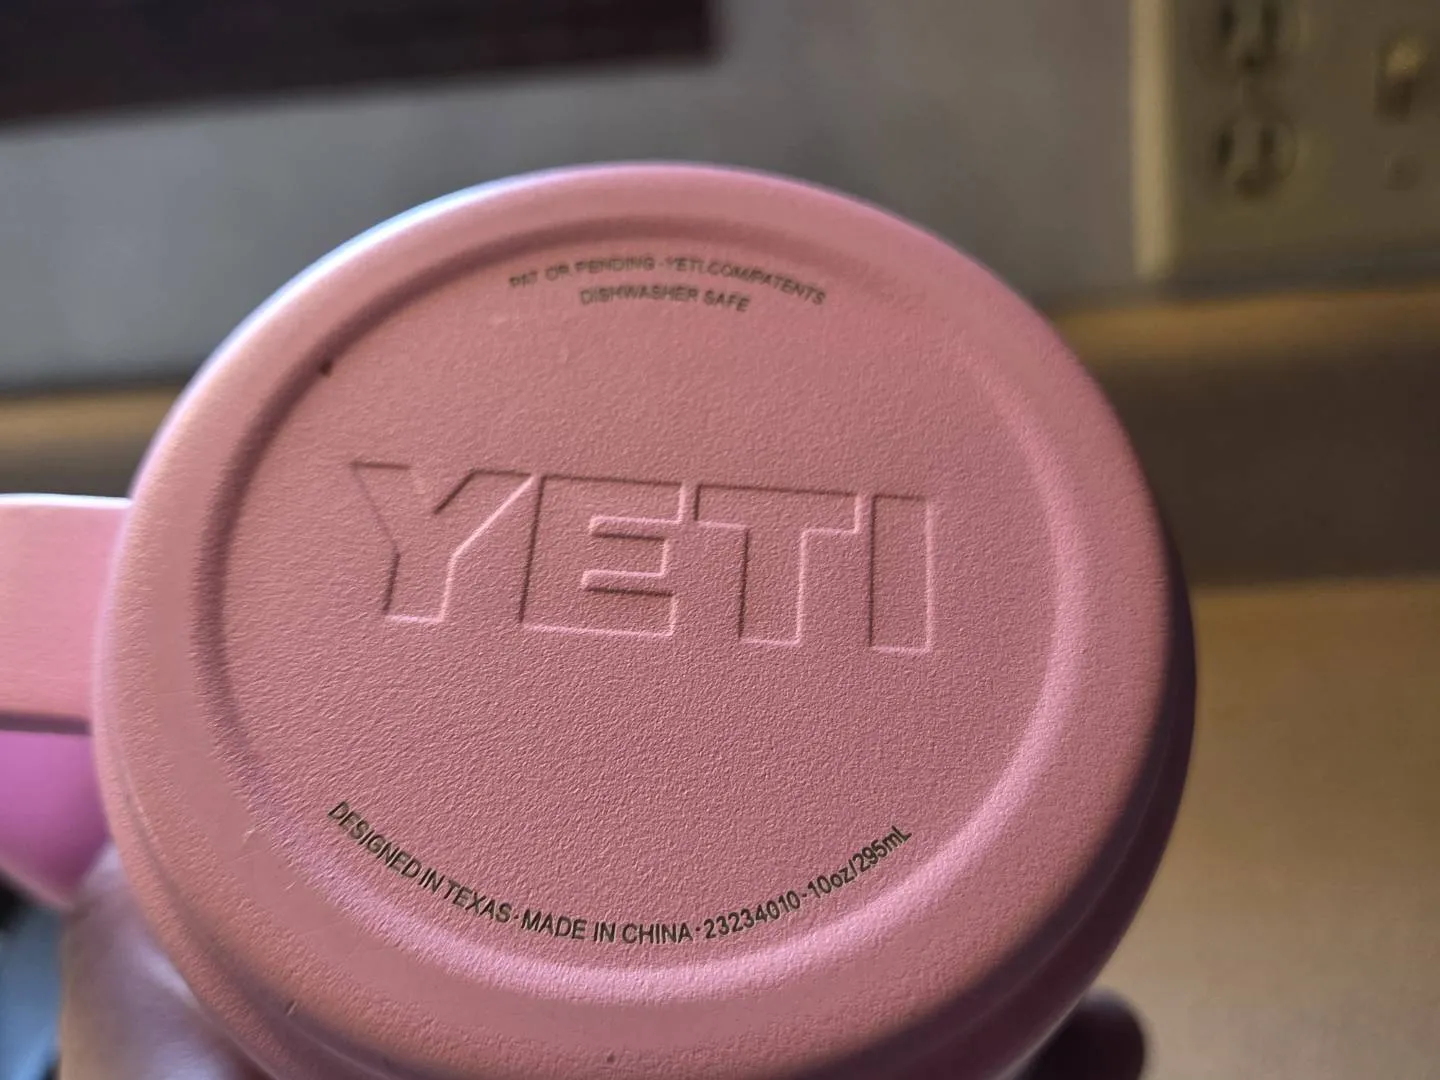 PAT OR PENDING · YETI.COM/PATENTS
DISHWASHER SAFE
YETI
DESIGNED IN TEXAS · MADE IN CHINA · 23234010 · 10oz/295mL